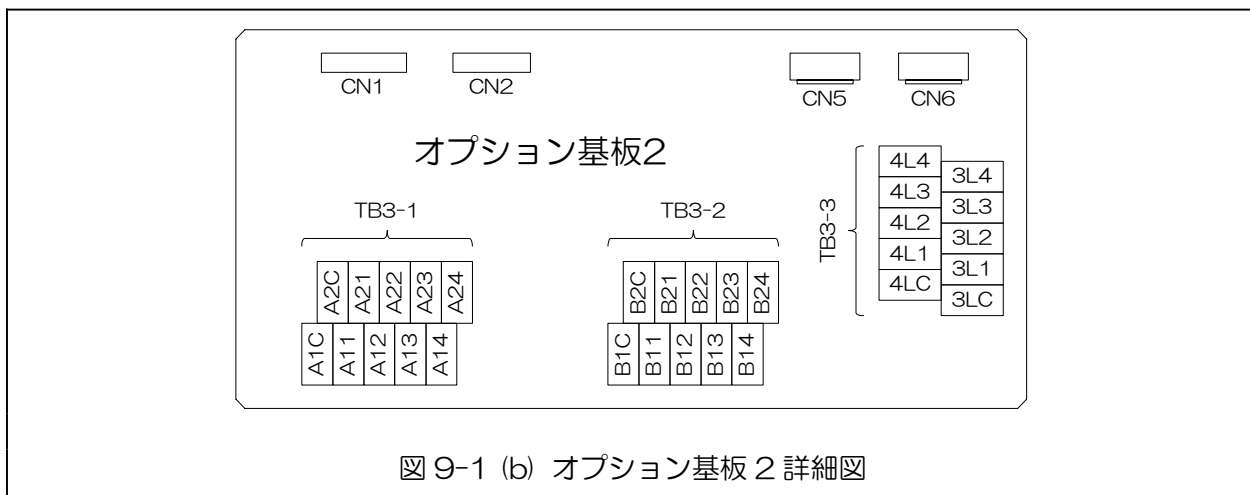 CN1 CN2 CN5 CN6
オプション基板2
TB3-1 TB3-2 TB3-3
4L4 3L4
4L3 3L3
4L2 3L2
4L1 3L1
4LC 3LC
A2C A21 A22 A23 A24
A1C A11 A12 A13 A14
B2C B21 B22 B23 B24
B1C B11 B12 B13 B14
図 9-1 (b) オプション基板 2 詳細図